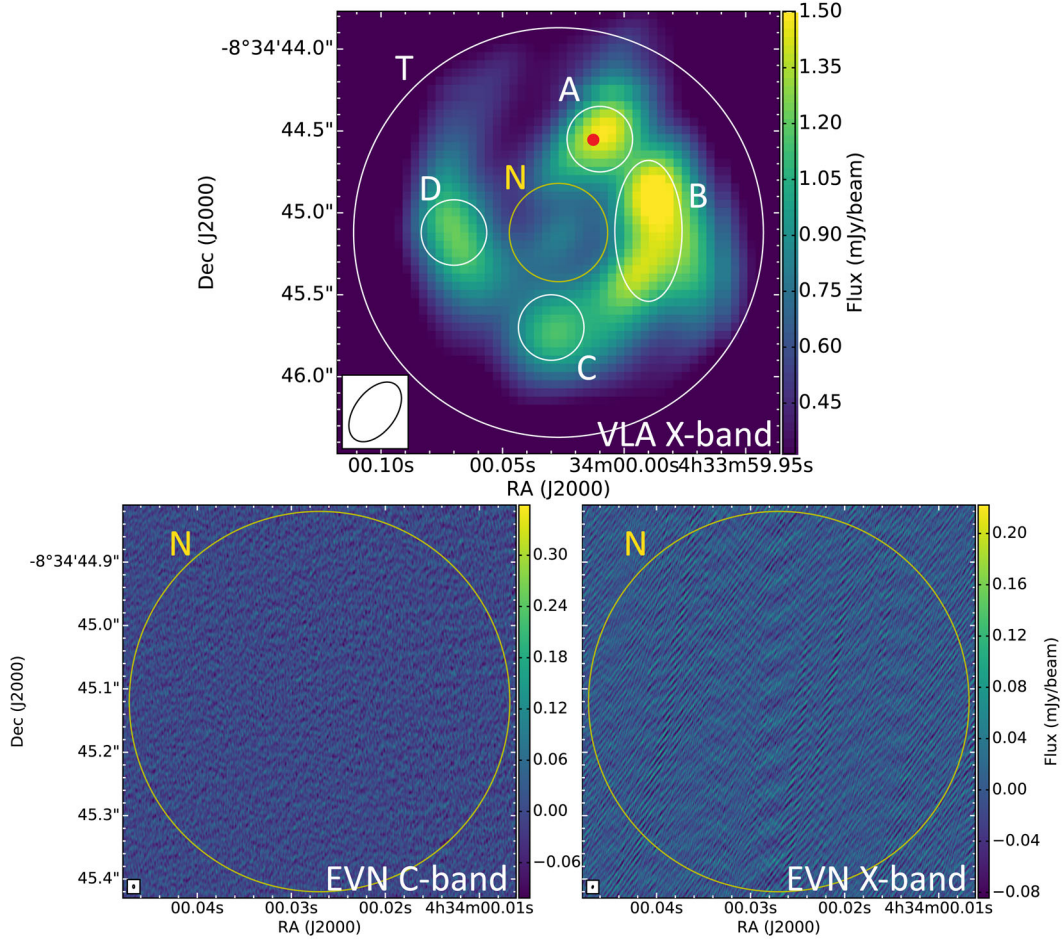 1.50
-8°34'44.0"
T
1.35
A
44.5"
1.20
N
D
B
1.05
45.0"
0.90
Dec (J2000)
Flux (mJy/beam)
0.75
45.5"
0.60
C
46.0"
0.45
VLA X-band
00.10s 00.05s 34m00.00s 4h33m59.95s
RA (J2000)
N
-8°34'44.9"
45.0"
45.1"
45.2"
45.3"
45.4"
Dec (J2000)
0.30
0.24
0.18
0.12
0.06
0.00
−0.06
EVN C-band
00.04s 00.03s 00.02s 4h34m00.01s
RA (J2000)
N
0.20
0.16
0.12
0.08
0.04
0.00
−0.04
−0.08
Flux (mJy/beam)
EVN X-band
00.04s 00.03s 00.02s 4h34m00.01s
RA (J2000)